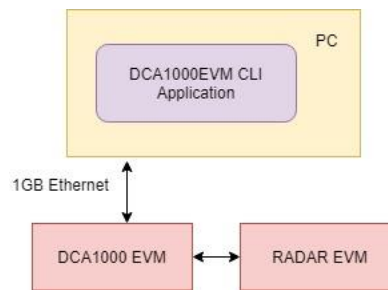 PC
DCA1000EVM CLI
Application
1GB Ethernet
DCA1000 EVM
RADAR EVM